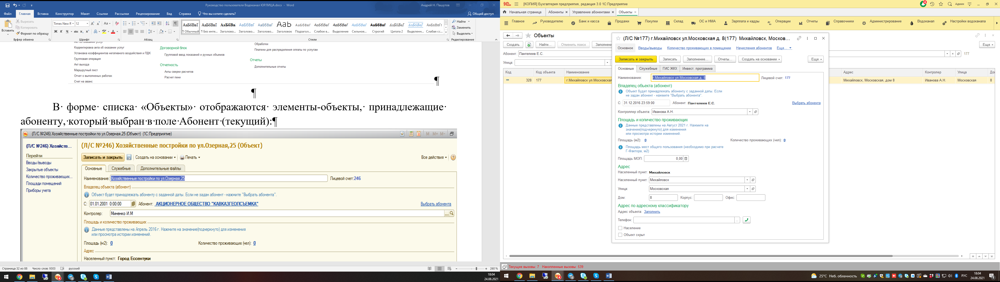 Руководство пользователя Водоканал ЮРЛИЦА.docx - Word
Андрей Н. Пашутов
Файл Главная Вставка Конструктор Макет Ссылки Рассылки Рецензирование Вид Справка Что вы хотите сделать? Общий доступ
Вставить
Вырезать
Копировать
Формат по образцу
Буфер обмена
Times New R 12
Шрифт
Абзац
АаБбВвГ АаБбВвГ АаБбВв АаБбВвГ АаБбВвГ АаЬ АаБбВвГ АаБбВвГ АаБбВвГ АаБбВвГ АаБбВвГ АаБбВвГ АаБбВвГ АаБбВвГ
¶ Обычный ¶ Без инте... Заголово... Заголово... Заголово... Заголовок Подзагол... Слабое в... Выделение Сильное... Строгий Цитата 2 Выделенн... Слабая сс...
Стили
Найти
Заменить
Выделить
Редактирование
Акт об оказании услуг
Корректировка акта об оказании услуг
Установка коэффициентов негативного воздействия и ПДК
Групповая операция
Акт выхода
Маршрутный лист
Отчет о выполненых работах
Счет на аванс
Договорной блок
Групповой ввод показаний и ручных объемов
Отчетность
Акты сверки расчетов
Расчет пени
Обработки
Платежи для распределения оплаты по услугам
Отчеты
Дополнительные отчеты
¶
¶
В· форме· списка· «Объекты»· отображаются· элементы-объекты,· принадлежащие·
абоненту,·который·выбран·в·поле·Абонент·(текущий):¶
(Л/С №246) Хозяйственные постройки по ул.Озерная,25 (Объект) (1С:Предприятие)
M M+ M-
(Л/С №246) Хозяйств...
Перейти
Вводы/выводы
Закрытые объекты
Количество проживающих...
Площади помещений
Приборы учета
(Л/С №246) Хозяйственные постройки по ул.Озерная,25 (Объект)
Записать и закрыть Создать на основании Печать Все действия
Основные Служебные Дополнительные файлы
Наименование: Хозяйственные постройки по ул.Озерная,25 Лицевой счет: 246
Владелец объекта (абонент)
Объект будет принадлежать абоненту с заданной даты. Если не задан абонент - нажмите "Выбрать абонента".
С: 01.01.2001 0:00:00 Абонент: АКЦИОНЕРНОЕ ОБЩЕСТВО "КАВКАЗГЕОЛСЪЕМКА" Выбрать абонента
Контролер: Миненко И.М
Площадь и количество проживающих
Данные представлены на Апрель 2016 г. Нажмите на значение(подчеркнуто) для изменения
или просмотра истории изменений.
Площадь (м2): 0 Количество проживающих (чел): 0
Адрес
Населенный пункт: Город Ессентуки
Страница 32 из 88 Число слов: 9303 русский 260 %
18:04
24.08.2021
[КОПИЯ] Бухгалтерия предприятия, редакция 3.0 1С:Предприятие
4
Админ
Начальная страница Абоненты Управление абонентами Объекты
Главное Руководителю Банк и касса Продажи Покупки Склад ОС и НМА Зарплата и кадры Операции Отчеты Справочники Администрирование Водоканал Настройки водоканала
Объекты
Создать Найти... Отменить поиск Заполнени Еще
Абонент: Пантелеев Е.С. 177
Улица:
Код Код объекта Наименование Адрес Контролер Улица До
328 177 г.Михайловск ул.Московская Михайловск, Московская, дом 8 Иванова А.Н. Московская 8
(Л/С №177) г.Михайловск ул.Московская д. 8(177) Михайловск, Москов...
Основное Вводы/выводы Копичество проживающих в помещении Начисления абонентов Еще...
Записать и закрыть Записать Заполнение... Отчеты... Создать на основании Еще
Основные Служебные ГИС ЖКХ Инвест. программа
Наименование: г.Михайловск ул.Московская д. 8 Лицевой счет: 177
Владелец объекта (абонент)
Объект будет принадлежать абоненту с заданной даты. Если
не задан абонент - нажмите "Выбрать абонента".
С: 31.12.2016 23:59:00 Абонент: Пантелеев Е.С. Выбрать абонента
Контроллер объекта: Иванова А.Н.
Площадь и количество проживающих
Данные представлены на Август 2021 г. Нажмите на
значение(подчеркнуто) для изменения
или просмотра истории изменений.
Площадь (м2): 0 Количество проживающих (чел): 0
Площадь мест общего пользования (необходимо при расчете
Г-Фактора, м2)
Площадь МОП: 0,00
Адрес
Населенный пункт: Михайловск
Населенный пункт: Михайловск
Улица: Московская
Дом: 8 Корпус: Офис:
Адрес по адресному классификатору
Адрес объекта: Заполнить
Телефон:
Население
Объект скрыт
Текущие вызовы: 7 Накопленные вызовы: 539
25°C Неб. облачность РУС
18:04
24.08.2021